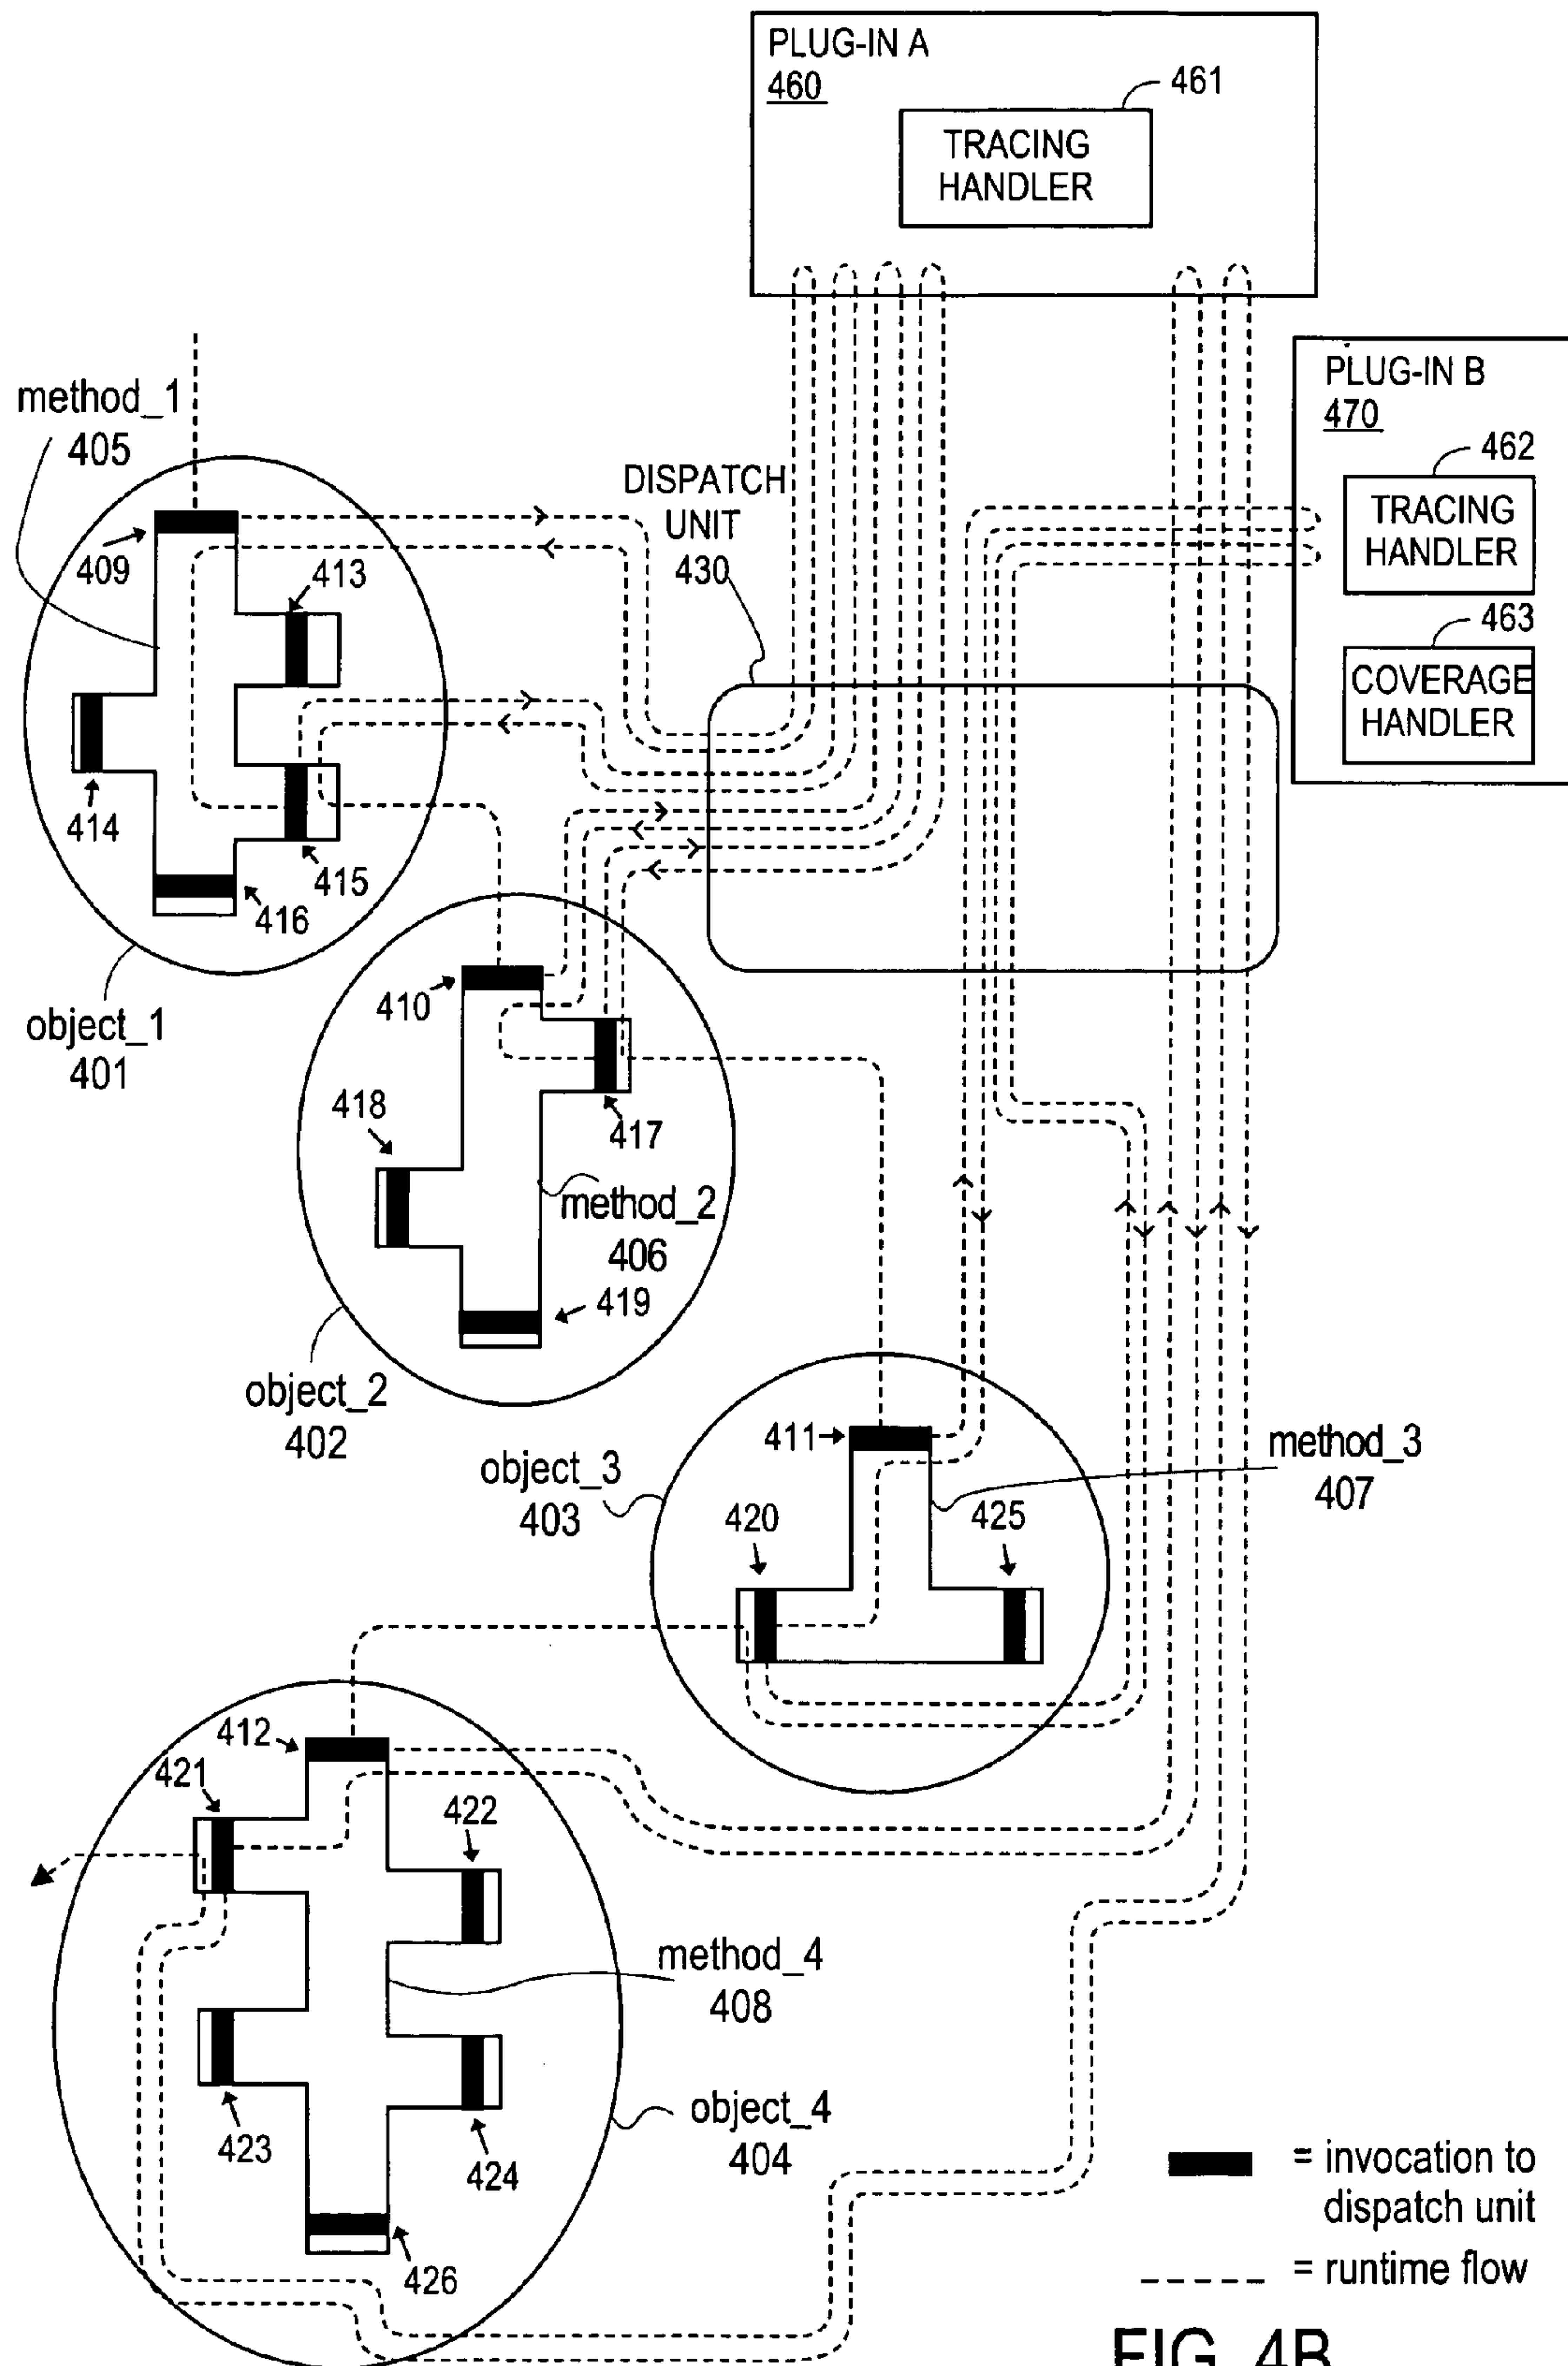 PLUG-IN A
460
461
TRACING
HANDLER
PLUG-IN B
470
462
TRACING
HANDLER
463
COVERAGE
HANDLER
method_1
405
DISPATCH
UNIT
430
409
413
414
415
416
object_1
401
410
418
417
method_2
406
419
object_2
402
411
object_3
403
method_3
407
420
425
412
421
422
method_4
408
423
424
object_4
404
426
= invocation to
dispatch unit
= runtime flow
FIG. 4B